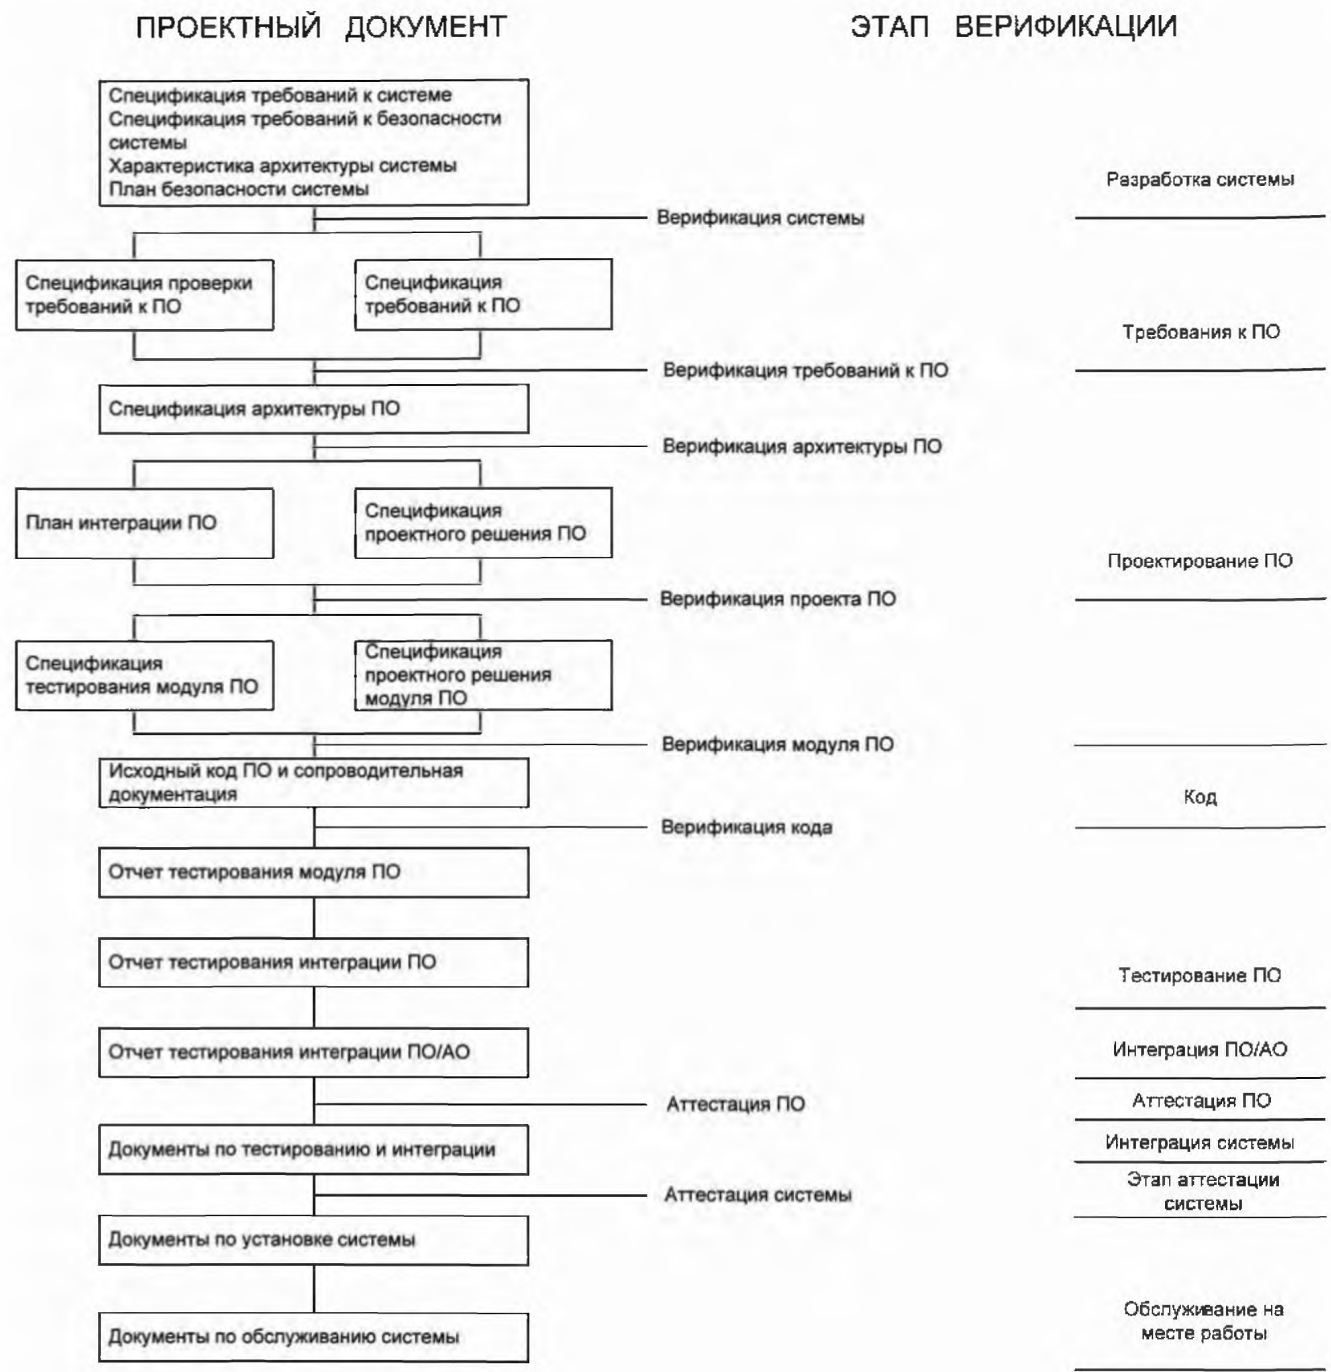 ПРОЕКТНЫЙ ДОКУМЕНТ
ЭТАП ВЕРИФИКАЦИИ
Спецификация требований к системе
Спецификация требований к безопасности
системы
Характеристика архитектуры системы
План безопасности системы
Разработка системы
Верификация системы
Спецификация проверки
требований к ПО
Спецификация
требований к ПО
Требования к ПО
Верификация требований к ПО
Спецификация архитектуры ПО
Верификация архитектуры ПО
План интеграции ПО
Спецификация
проектного решения ПО
Проектирование ПО
Верификация проекта ПО
Спецификация
тестирования модуля ПО
Спецификация
проектного решения
модуля ПО
Верификация модуля ПО
Исходный код ПО и сопроводительная
документация
Код
Верификация кода
Отчет тестирования модуля ПО
Отчет тестирования интеграции ПО
Тестирование ПО
Отчет тестирования интеграции ПО/АО
Интеграция ПО/АО
Аттестация ПО
Аттестация ПО
Документы по тестированию и интеграции
Интеграция системы
Аттестация системы
Этап аттестации
системы
Документы по установке системы
Обслуживание на
месте работы
Документы по обслуживанию системы